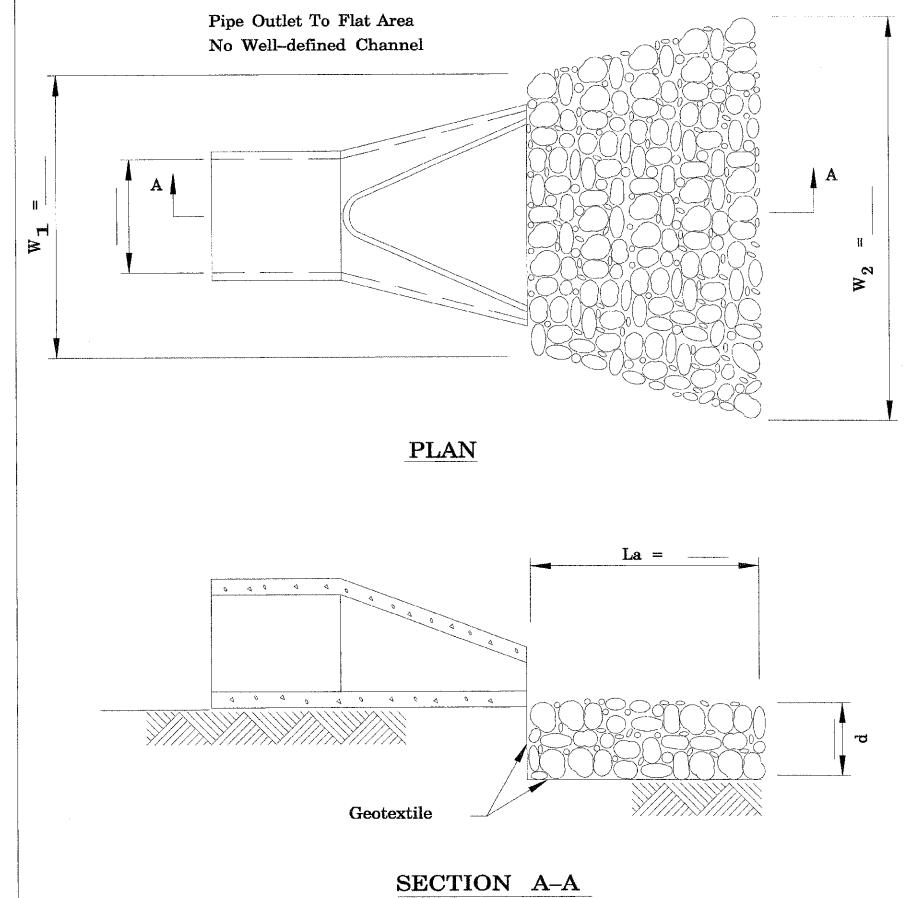 Pipe Outlet To Flat Area
No Well-defined Channel
W1 =
A
A
W2 =
PLAN
La =
d
Geotextile
SECTION A-A